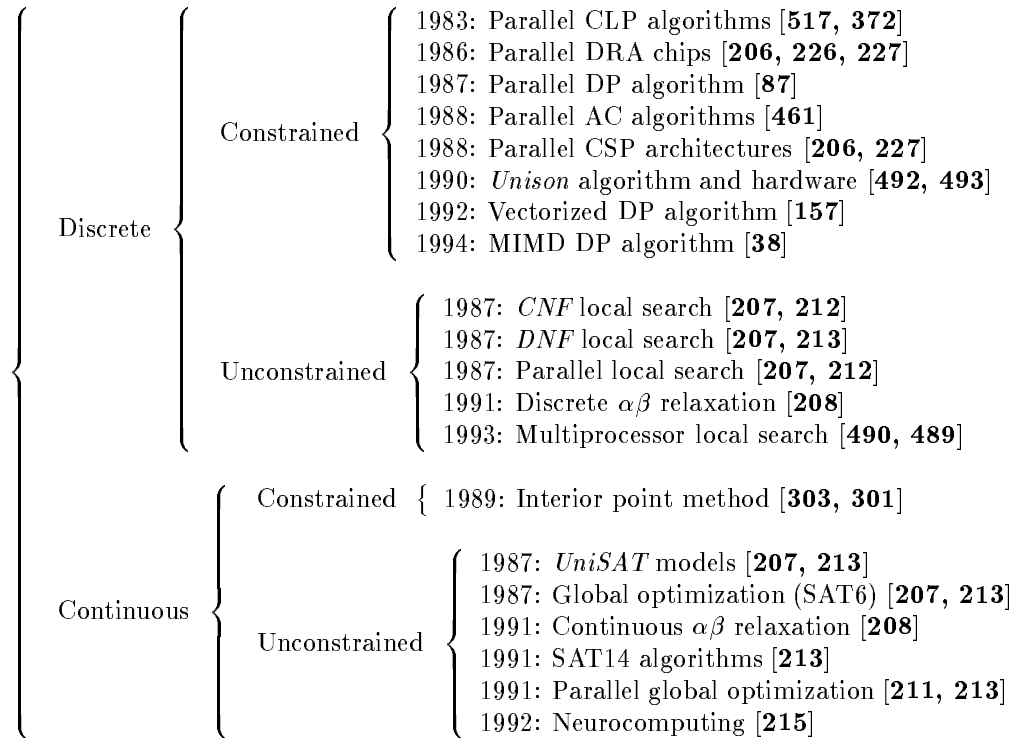 Discrete
Constrained
1983: Parallel CLP algorithms [517, 372]
1986: Parallel DRA chips [206, 226, 227]
1987: Parallel DP algorithm [87]
1988: Parallel AC algorithms [461]
1988: Parallel CSP architectures [206, 227]
1990: Unison algorithm and hardware [492, 493]
1992: Vectorized DP algorithm [157]
1994: MIMD DP algorithm [38]
Unconstrained
1987: CNF local search [207, 212]
1987: DNF local search [207, 213]
1987: Parallel local search [207, 212]
1991: Discrete αβ relaxation [208]
1993: Multiprocessor local search [490, 489]
Continuous
Constrained
1989: Interior point method [303, 301]
Unconstrained
1987: UniSAT models [207, 213]
1987: Global optimization (SAT6) [207, 213]
1991: Continuous αβ relaxation [208]
1991: SAT14 algorithms [213]
1991: Parallel global optimization [211, 213]
1992: Neurocomputing [215]